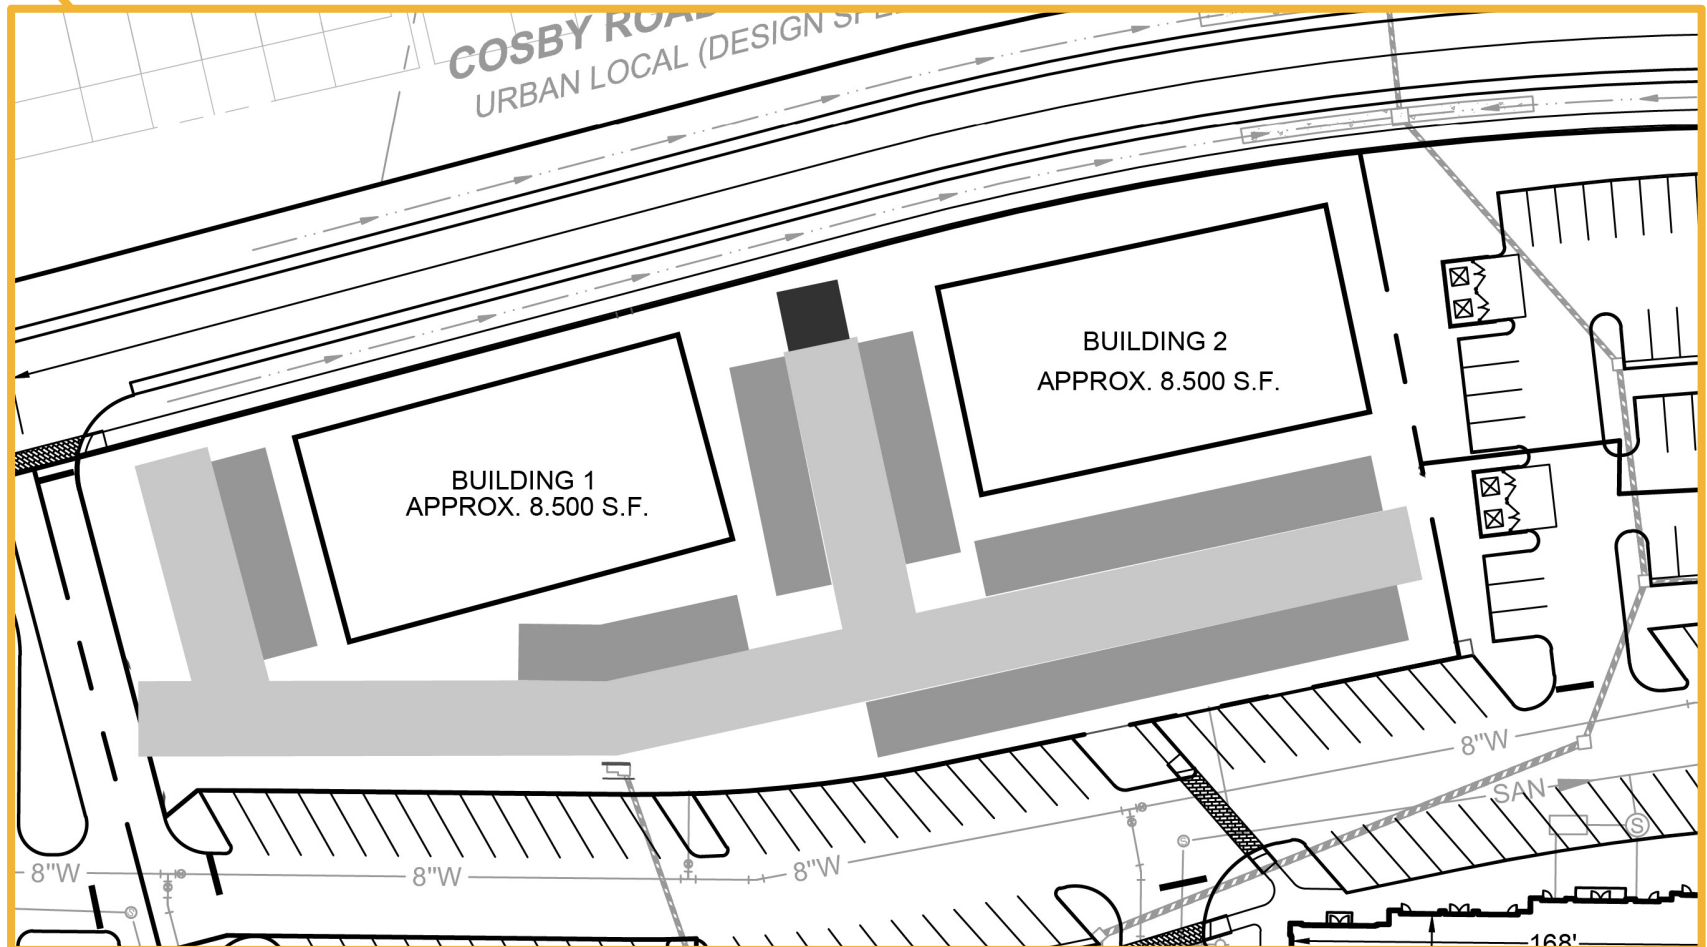 COSBY ROAD
URBAN LOCAL (DESIGN
BUILDING 2
APPROX. 8.500 S.F.
BUILDING 1
APPROX. 8.500 S.F.
8"W
SAN
S
8"W
8"W
8"W
168'